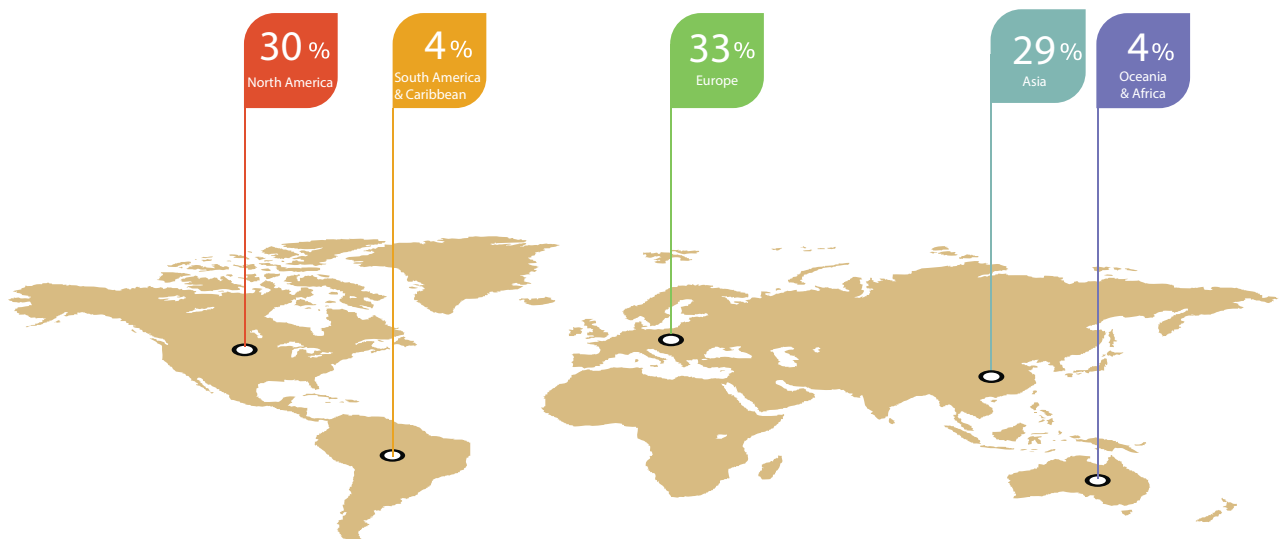 30 %
North America
4 %
South America
& Caribbean
33%
Europe
29%
Asia
4%
Oceania
& Africa